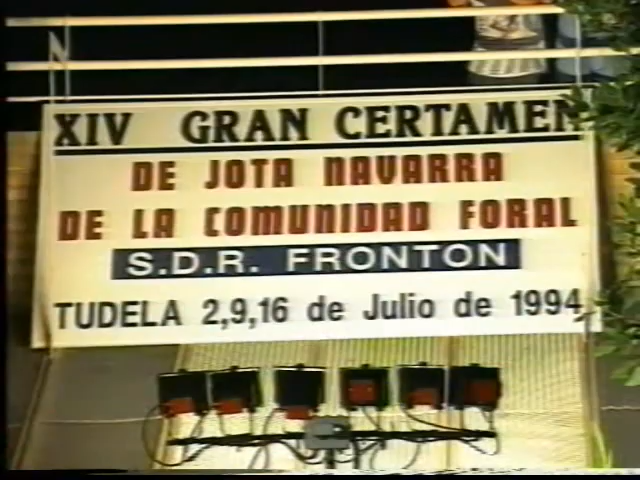 XIV GRAN CERTAMEN
DE JOTA NAVARRA
DE LA COMUNIDAD FORAL
S.D.R. FRONTON
TUDELA 2,9,16 de Julio de 1994